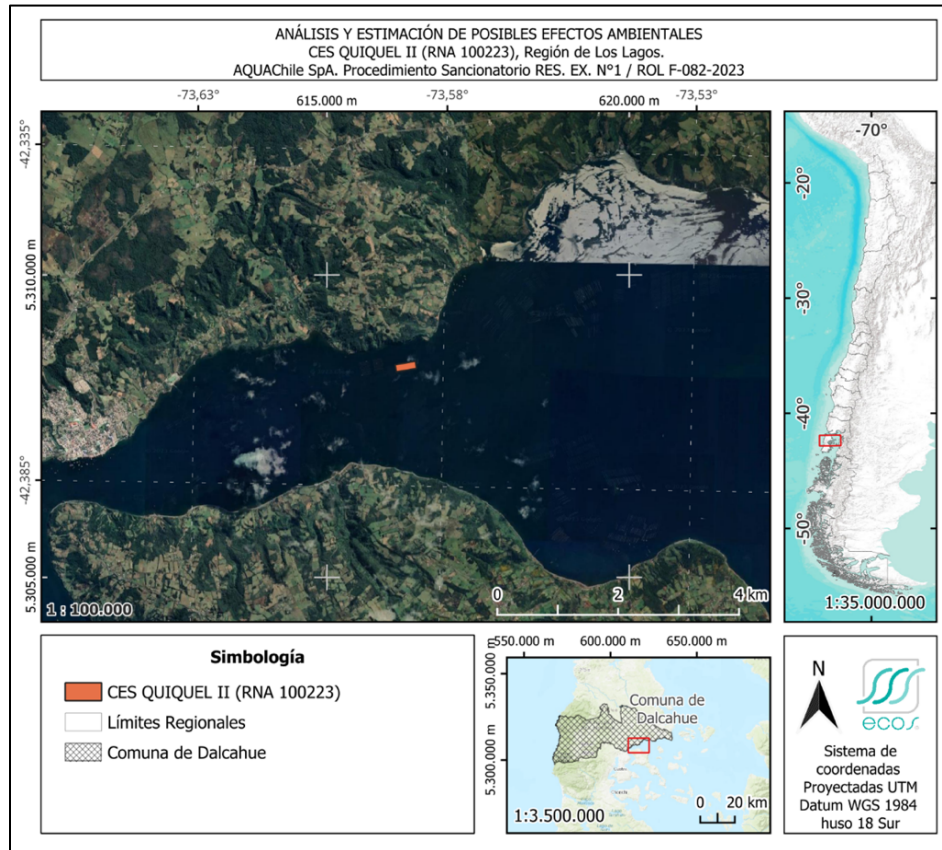 ANÁLISIS Y ESTIMACIÓN DE POSIBLES EFECTOS AMBIENTALES
CES QUIQUEL II (RNA 100223), Región de Los Lagos.
AQUAChile SpA. Procedimiento Sancionatorio RES. EX. N°1 / ROL F-082-2023
-73,63
615.000 m
-73,58
620.000 m
-73,53
-42,335
5.310.000 m
-42,385
5.305.000 m
1 : 100.000
0 2 4 km
-70°
-20°
-30°
-40°
-50°
1:35.000.000
Simbología
CES QUIQUEL II (RNA 100223)
Límites Regionales
Comuna de Dalcahue
550.000 m 600.000 m 650.000 m
5.350.000 m
5.300.000 m
Comuna de
Dalcahue
1:3.500.000
0 20 km
N
ecos
Sistema de
coordenadas
Proyectadas UTM
Datum WGS 1984
huso 18 Sur